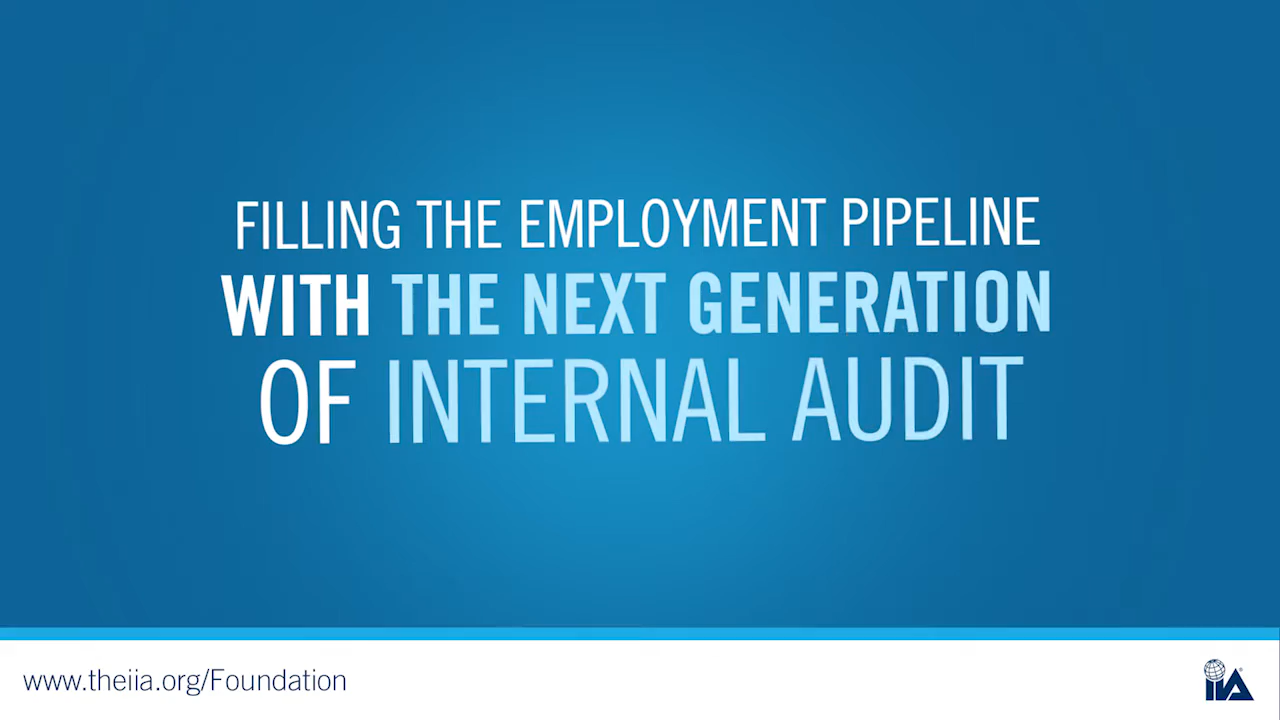 FILLING THE EMPLOYMENT PIPELINE
WITH THE NEXT GENERATION
OF INTERNAL AUDIT
www.theiia.org/Foundation
IIA